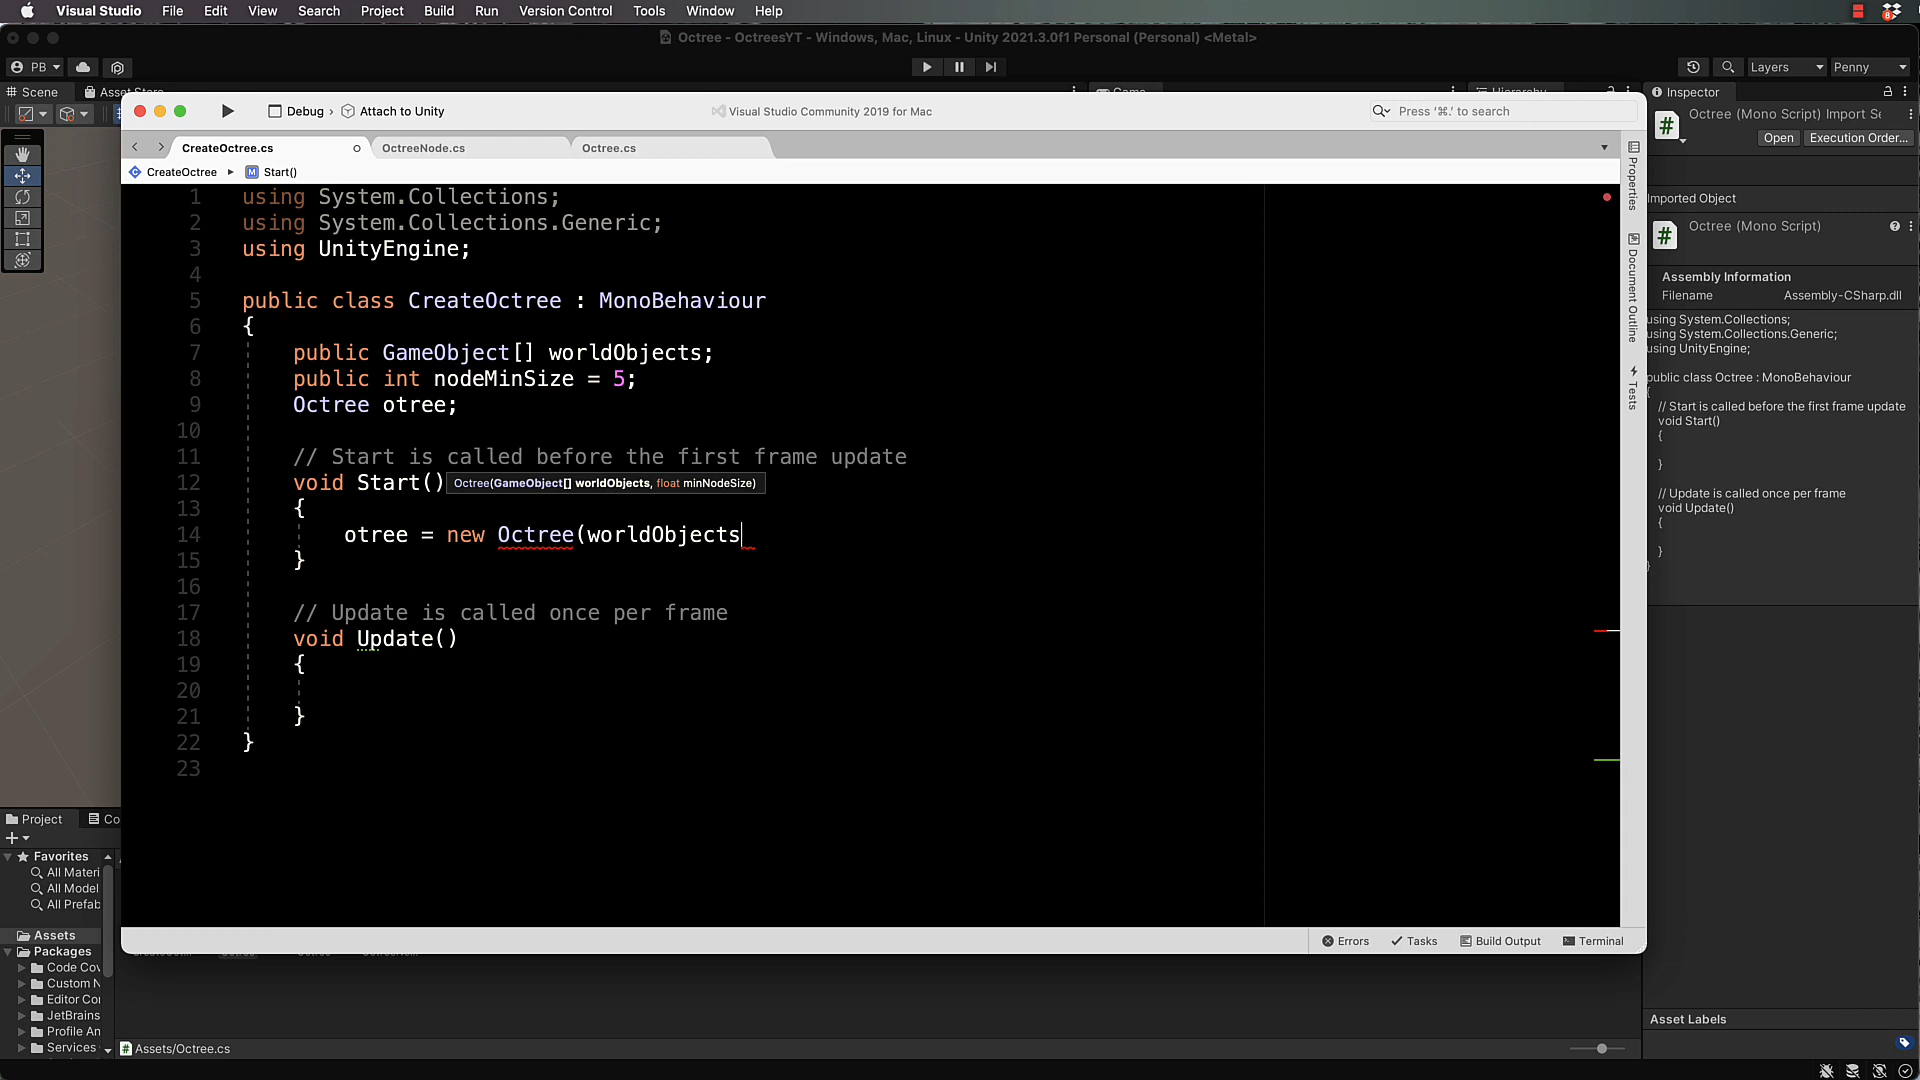 Visual Studio File Edit View Search Project Build Run Version Control Tools Window Help
Octree - OctreesYT - Windows, Mac, Linux - Unity 2021.3.0f1 Personal (Personal) <Metal>
PB Layers Penny
Scene Inspector
Debug › Attach to Unity Visual Studio Community 2019 for Mac Press '⌘.' to search
Octree (Mono Script) Import Se
Open Execution Order...
CreateOctree.cs OctreeNode.cs Octree.cs
CreateOctree ▸ M Start()
Properties
Document Outline
Tests
1 using System.Collections;
2 using System.Collections.Generic;
3 using UnityEngine;
4
5 public class CreateOctree : MonoBehaviour
6 {
7 public GameObject[] worldObjects;
8 public int nodeMinSize = 5;
9 Octree otree;
10
11 // Start is called before the first frame update
12 void Start()
Octree(GameObject[] worldObjects, float minNodeSize)
13 {
14 otree = new Octree(worldObjects
15 }
16
17 // Update is called once per frame
18 void Update()
19 {
20
21 }
22 }
23
Imported Object
Octree (Mono Script)
Assembly Information
Filename Assembly-CSharp.dll
using System.Collections;
using System.Collections.Generic;
using UnityEngine;
public class Octree : MonoBehaviour
{
// Start is called before the first frame update
void Start()
{
}
// Update is called once per frame
void Update()
{
}
}
Project Co
Favorites
All Materi
All Model
All Prefab
Assets
Packages
Code Cov
Custom N
Editor Co
JetBrains
Profile An
Services
Errors Tasks Build Output Terminal
Assets/Octree.cs
Asset Labels